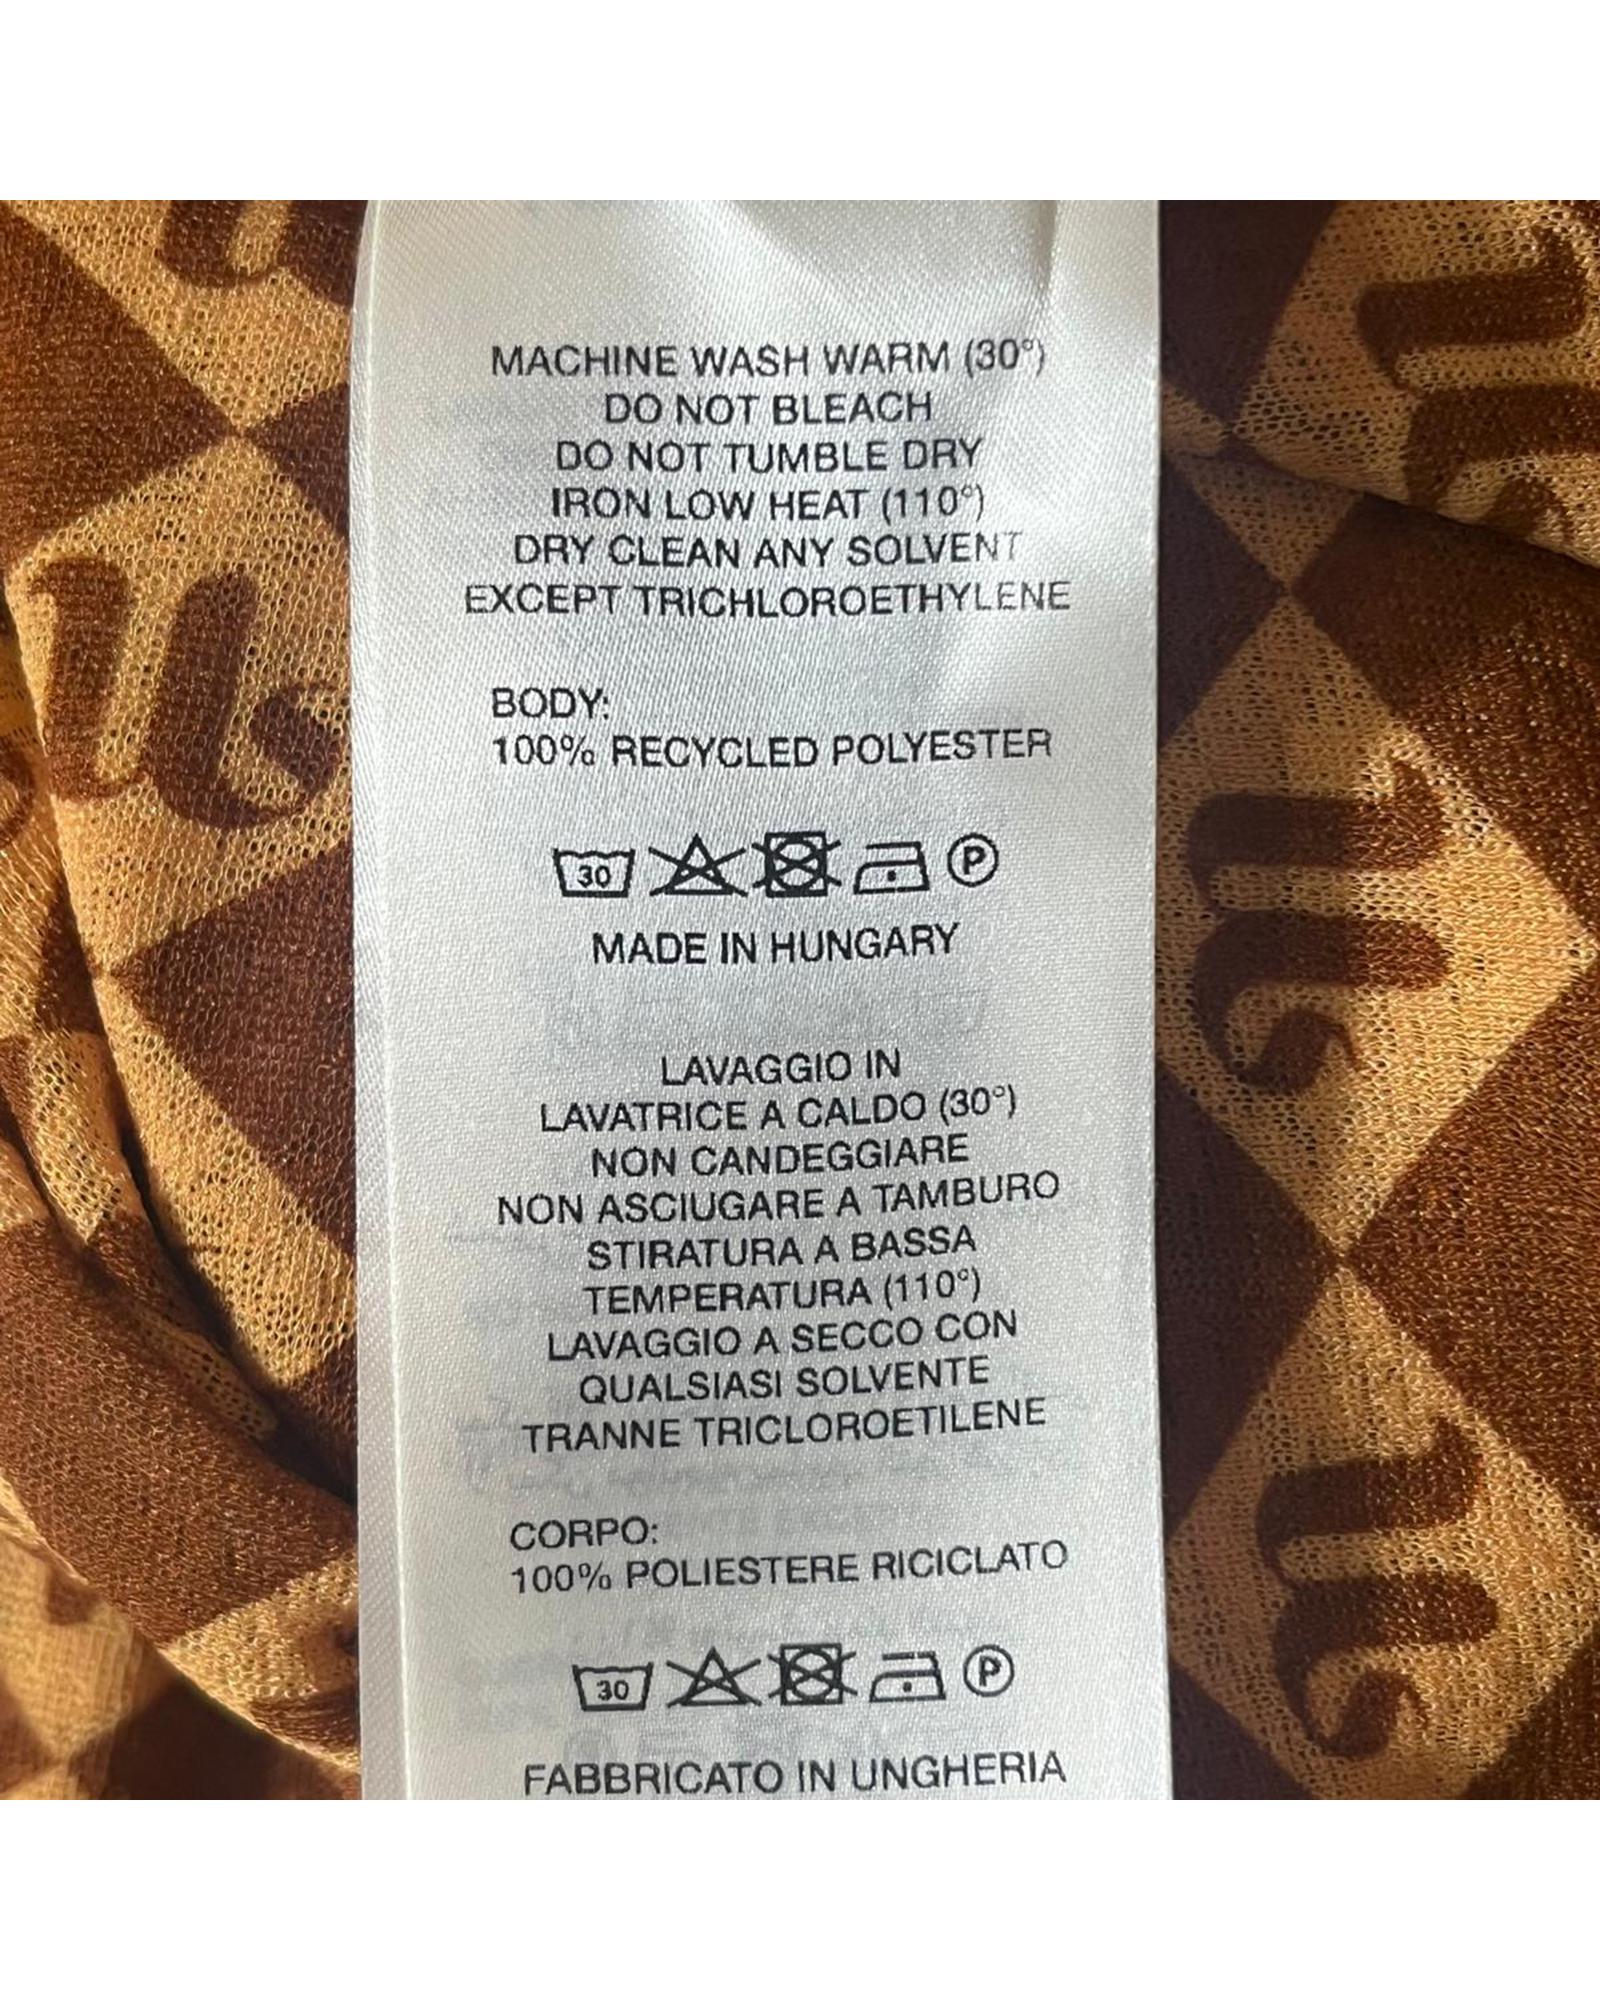 MACHINE WASH WARM (30°)
DO NOT BLEACH
DO NOT TUMBLE DRY
IRON LOW HEAT (110°)
DRY CLEAN ANY SOLVENT
EXCEPT TRICHLOROETHYLENE
BODY:
100% RECYCLED POLYESTER
30 P
MADE IN HUNGARY
LAVAGGIO IN
LAVATRICE A CALDO (30°)
NON CANDEGGIARE
NON ASCIUGARE A TAMBURO
STIRATURA A BASSA
TEMPERATURA (110°)
LAVAGGIO A SECCO CON
QUALSIASI SOLVENTE
TRANNE TRICLOROETILENE
CORPO:
100% POLIESTERE RICICLATO
30 P
FABBRICATO IN UNGHERIA